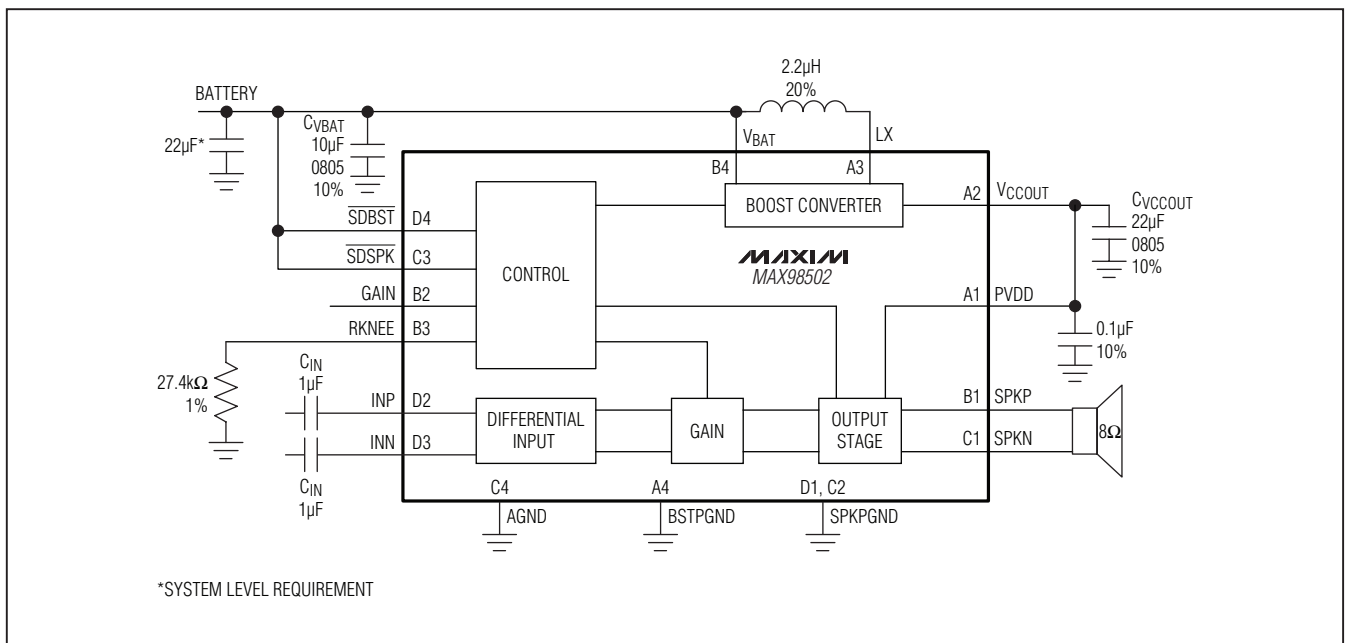 2.2µH
20%
BATTERY
22µF*
CVBAT
10µF
0805
10%
VBAT
LX
B4
A3
BOOST CONVERTER
A2
VCCOUT
CVCCOUT
22µF
0805
10%
SDBST
D4
SDSPK
C3
CONTROL
MAXIM
MAX98502
GAIN
B2
A1
PVDD
RKNEE
B3
0.1µF
10%
27.4kΩ
1%
CIN
1µF
INP
D2
DIFFERENTIAL
INPUT
GAIN
OUTPUT
STAGE
B1
SPKP
INN
D3
C1
SPKN
8Ω
CIN
1µF
C4
A4
D1, C2
AGND
BSTPGND
SPKPGND
*SYSTEM LEVEL REQUIREMENT